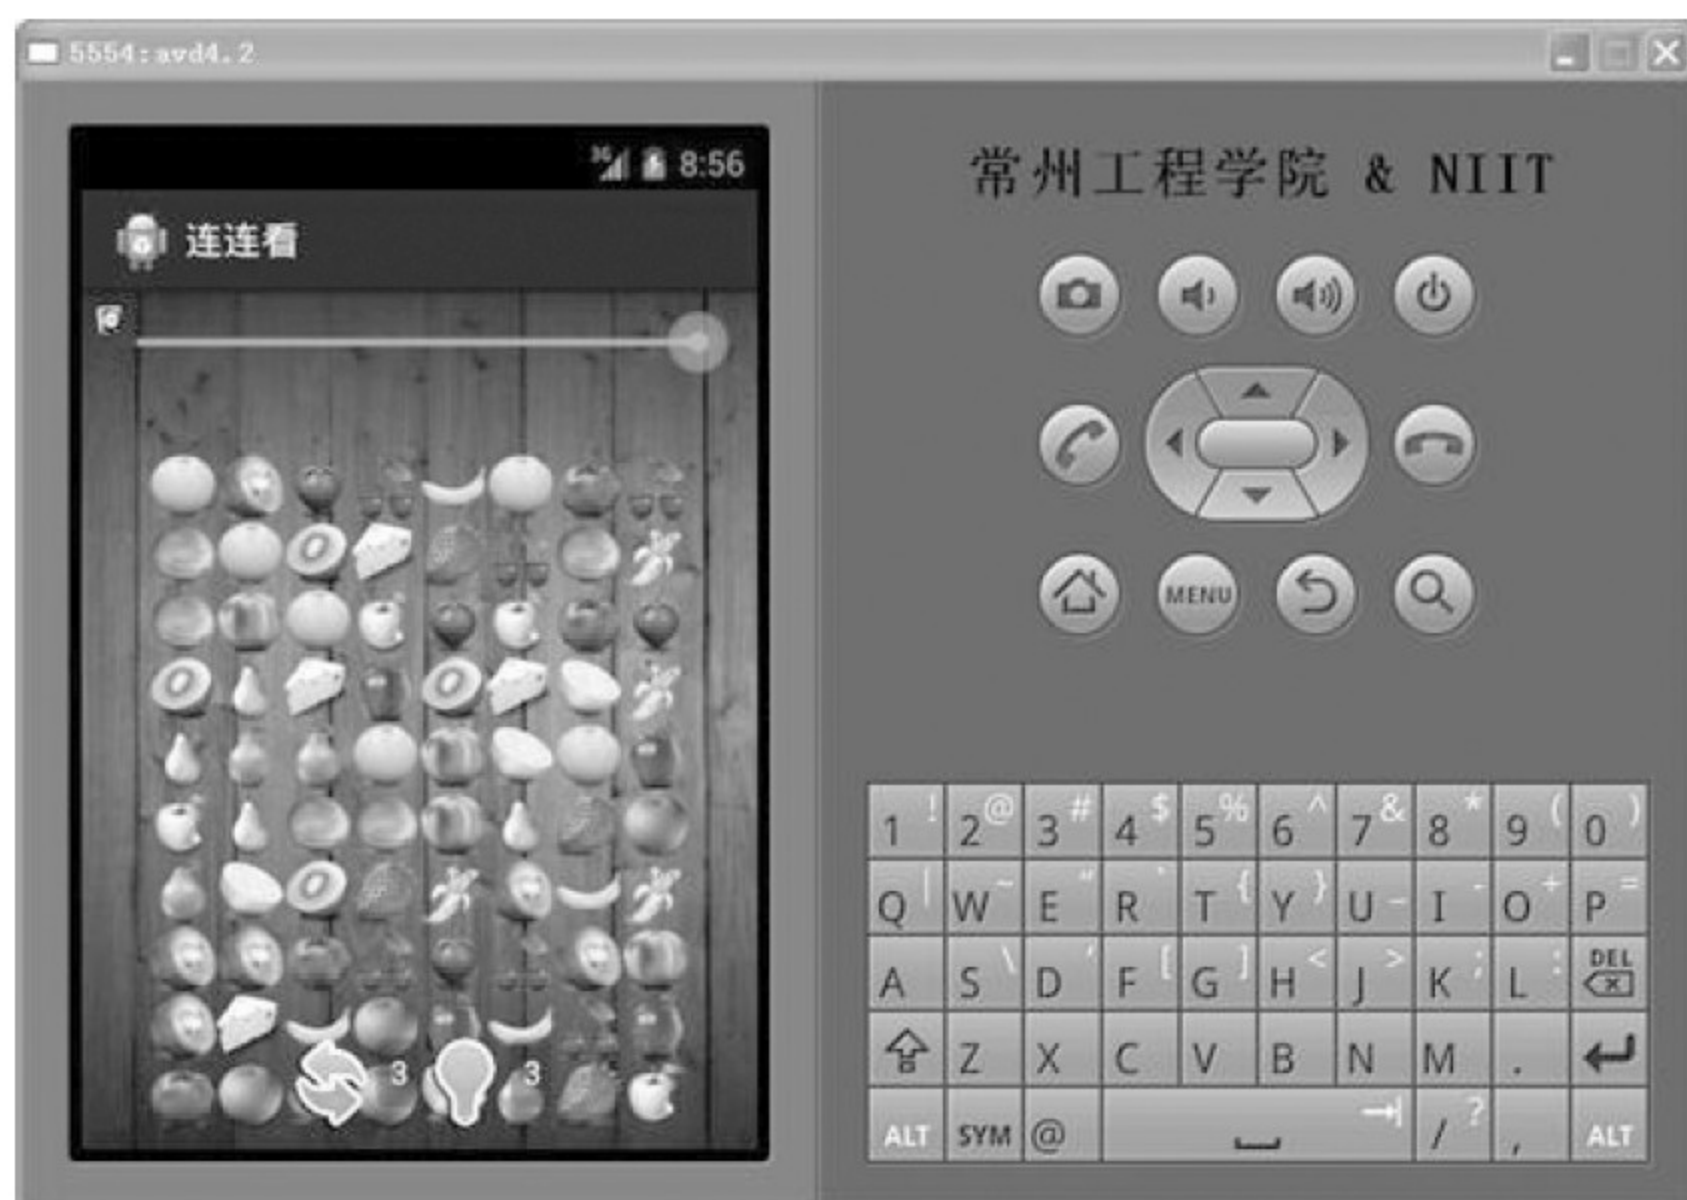 5554:avd4.2
3G 8:56
连连看
3 3
常州工程学院 & NIIT
MENU
1 ! 2 @ 3 # 4 $ 5 % 6 ^ 7 & 8 * 9 ( 0 )
Q | W ~ E " R ` T { Y } U _ I - O + P =
A S \ D ' F [ G ] H < J > K ; L : DEL
Z X C V B N M .
ALT SYM @ / ? , ALT